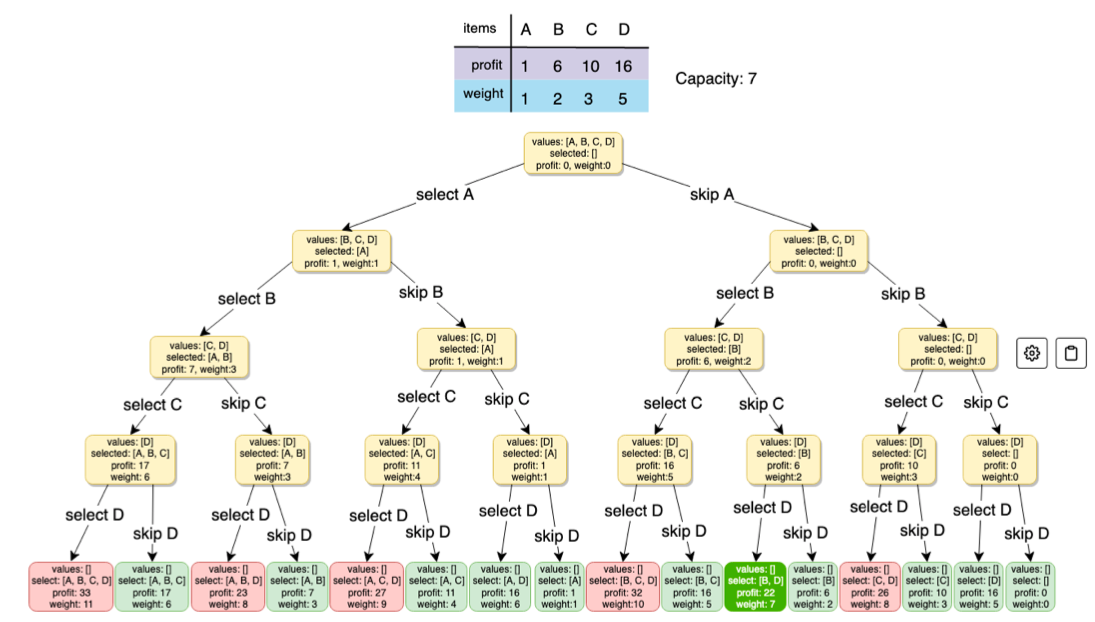 items A B C D
profit 1 6 10 16
weight 1 2 3 5
Capacity: 7
values: [A, B, C, D]
selected: []
profit: 0, weight:0
select A
skip A
values: [B, C, D]
selected: [A]
profit: 1, weight:1
values: [B, C, D]
selected: []
profit: 0, weight:0
select B
skip B
select B
skip B
values: [C, D]
selected: [A, B]
profit: 7, weight:3
values: [C, D]
selected: [A]
profit: 1, weight:1
values: [C, D]
selected: [B]
profit: 6, weight:2
values: [C, D]
selected: []
profit: 0, weight:0
select C
skip C
select C
skip C
select C
skip C
select C
skip C
values: [D]
selected: [A, B, C]
profit: 17
weight: 6
values: [D]
selected: [A, B]
profit: 7
weight:3
values: [D]
selected: [A, C]
profit: 11
weight:4
values: [D]
selected: [A]
profit: 1
weight:1
values: [D]
selected: [B, C]
profit: 16
weight:5
values: [D]
selected: [B]
profit: 6
weight:2
values: [D]
selected: [C]
profit: 10
weight:3
values: [D]
select: []
profit: 0
weight:0
select D
skip D
select D
skip D
select D
skip D
select D
skip D
select D
skip D
select D
skip D
select D
skip D
select D
skip D
values: []
select: [A, B, C, D]
profit: 33
weight: 11
values: []
select: [A, B, C]
profit: 17
weight: 6
values: []
select: [A, B, D]
profit: 23
weight: 8
values: []
select: [A, B]
profit: 7
weight: 3
values: []
select: [A, C, D]
profit: 27
weight: 9
values: []
select: [A, C]
profit: 11
weight: 4
values: []
select: [A, D]
profit: 16
weight: 6
values: []
select: [A]
profit: 1
weight:1
values: []
select: [B, C, D]
profit: 32
weight:10
values: []
select: [B, C]
profit: 16
weight: 5
values: []
select: [B, D]
profit: 22
weight: 7
values: []
select: [B]
profit: 6
weight: 2
values: []
select: [C, D]
profit: 26
weight: 8
values: []
select: [C]
profit: 10
weight: 3
values: []
select: [D]
profit: 16
weight: 5
values: []
select: []
profit: 0
weight:0